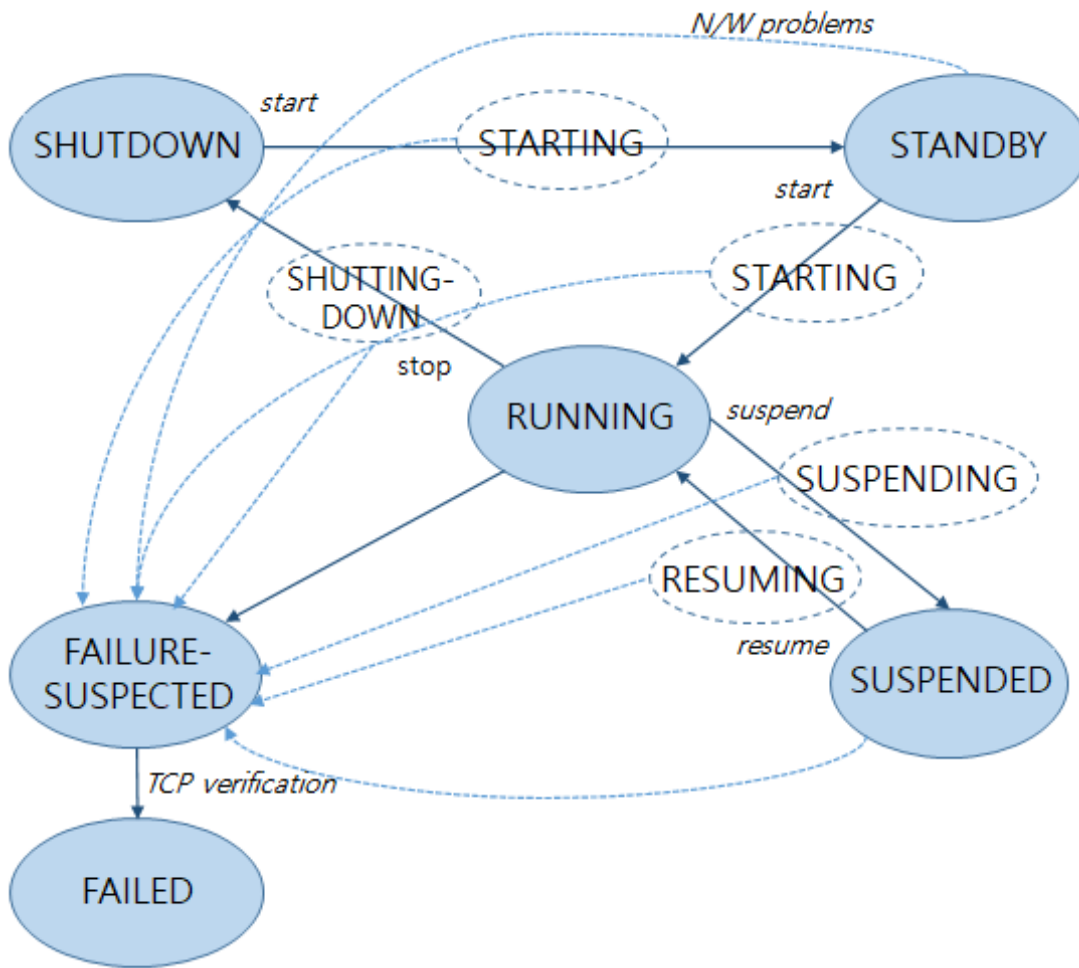 N/W problems
start
SHUTDOWN
STARTING
STANDBY
start
SHUTTING-
DOWN
STARTING
stop
RUNNING
suspend
SUSPENDING
RESUMING
resume
FAILURE-
SUSPECTED
SUSPENDED
TCP verification
FAILED